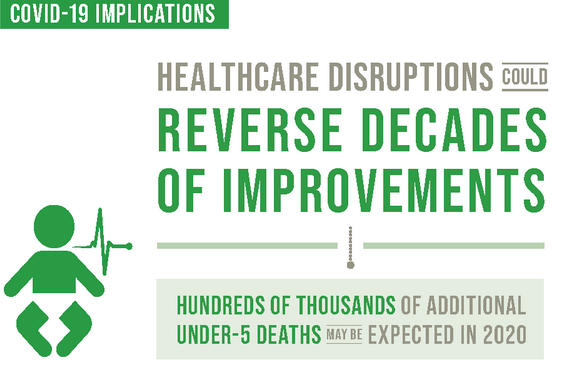 COVID-19 IMPLICATIONS
HEALTHCARE DISRUPTIONS COULD
REVERSE DECADES
OF IMPROVEMENTS
HUNDREDS OF THOUSANDS OF ADDITIONAL
UNDER-5 DEATHS MAY BE EXPECTED IN 2020